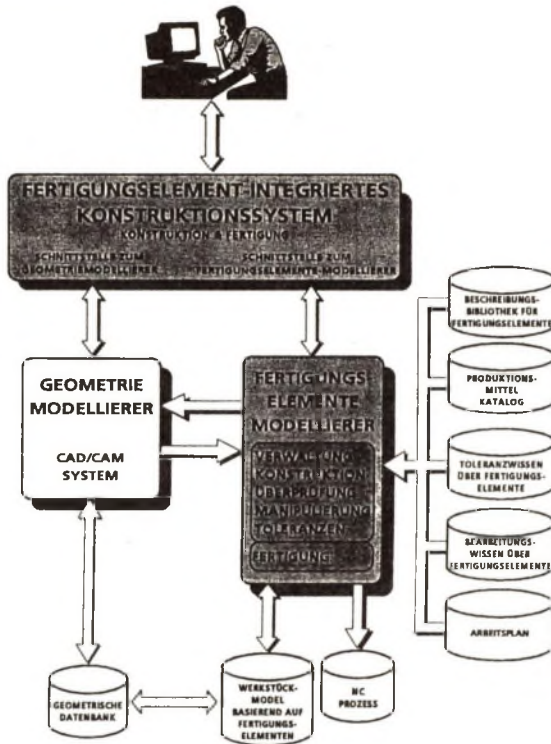 FERTIGUNGSELEMENT-INTEGRIERTES
KONSTRUKTIONSSYSTEM
KONSTRUKTION & FERTIGUNG
SCHNITTSTELLE ZUM
GEOMETRIEMODELLIERER
SCHNITTSTELLE ZUM
FERTIGUNGSELEMENTE-MODELLIERER
GEOMETRIE
MODELLIERER
CAD/CAM
SYSTEM
FERTIGUNGS-
ELEMENTE
MODELLIERER
VERWALTUNG
KONSTRUKTION
ÜBERPRÜFUNG
MANIPULIERUNG
TOLERANZEN
FERTIGUNG
BESCHREIBUNGS-
BIBLIOTHEK FÜR
FERTIGUNGSELEMENTE
PRODUKTIONS-
MITTEL
KATALOG
TOLERANZWISSEN
ÜBER FERTIGUNGS-
ELEMENTE
BEARBEITUNGS-
WISSEN ÜBER
FERTIGUNGSELEMENTE
ARBEITSPLAN
GEOMETRISCHE
DATENBANK
WERKSTÜCK-
MODEL
BASIEREND AUF
FERTIGUNGS-
ELEMENTEN
NC
PROZESS